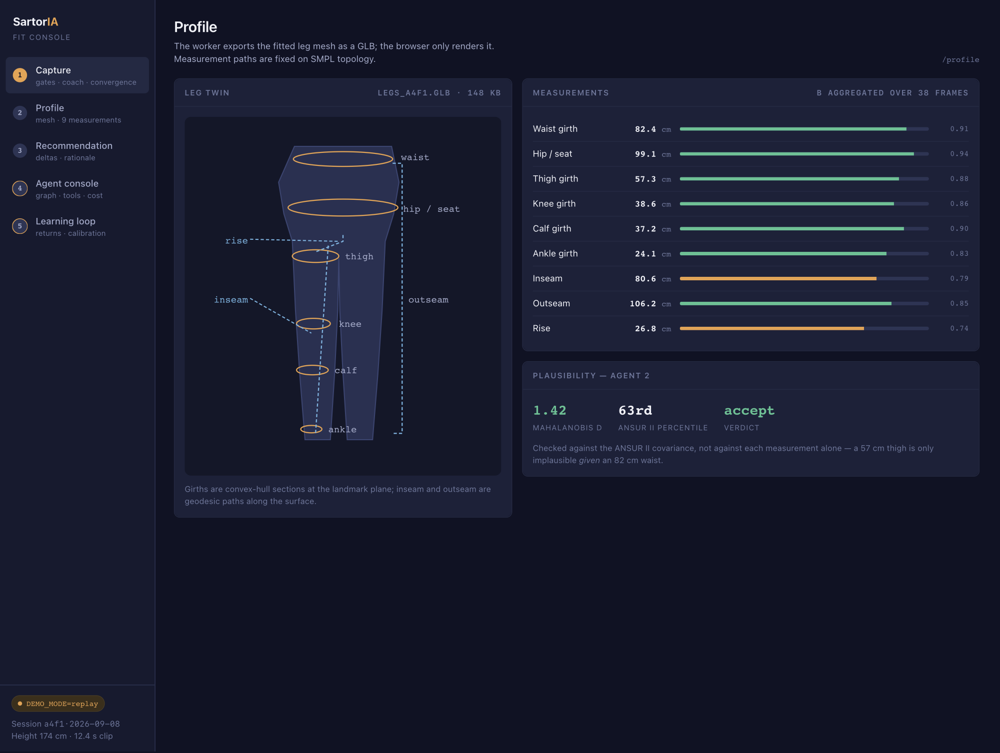 SartorIA
FIT CONSOLE
1
Capture
gates · coach · convergence
2
Profile
mesh · 9 measurements
3
Recommendation
deltas · rationale
4
Agent console
graph · tools · cost
5
Learning loop
returns · calibration
DEMO_MODE=replay
Session a4f1·2026-09-08
Height 174 cm · 12.4 s clip
Profile
The worker exports the fitted leg mesh as a GLB; the browser only renders it.
Measurement paths are fixed on SMPL topology.
/profile
LEG TWIN
LEGS_A4F1.GLB · 148 KB
waist
hip / seat
rise
thigh
inseam
outseam
knee
calf
ankle
Girths are convex-hull sections at the landmark plane; inseam and outseam are
geodesic paths along the surface.
MEASUREMENTS
Β AGGREGATED OVER 38 FRAMES
Waist girth 82.4 cm 0.91
Hip / seat 99.1 cm 0.94
Thigh girth 57.3 cm 0.88
Knee girth 38.6 cm 0.86
Calf girth 37.2 cm 0.90
Ankle girth 24.1 cm 0.83
Inseam 80.6 cm 0.79
Outseam 106.2 cm 0.85
Rise 26.8 cm 0.74
PLAUSIBILITY — AGENT 2
1.42 63rd accept
MAHALANOBIS D ANSUR II PERCENTILE VERDICT
Checked against the ANSUR II covariance, not against each measurement alone — a 57 cm thigh is only
implausible given an 82 cm waist.